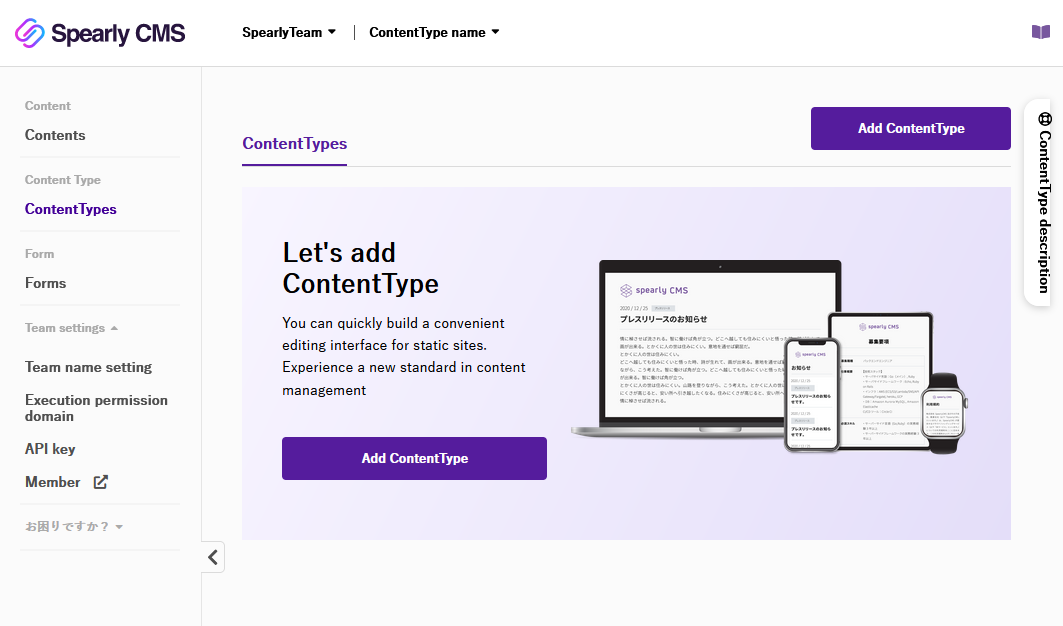 Spearly CMS
SpearlyTeam
ContentType name
Content
Contents
Content Type
ContentTypes
Form
Forms
Team settings
Team name setting
Execution permission
domain
API key
Member
お困りですか？
ContentTypes
Add ContentType
Let's add
ContentType
You can quickly build a convenient
editing interface for static sites.
Experience a new standard in content
management
Add ContentType
spearly CMS
2020 / 12 / 25
プレスリリースのお知らせ
spearly CMS
募集要項
spearly CMS
お知らせ
プレスリリースのお知ら
せです。
プレスリリースのお知ら
せです。
ContentType description